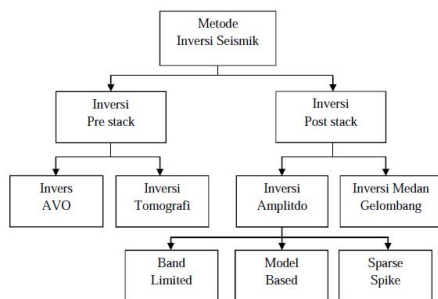 Metode
Inversi Seismik
Inversi
Pre stack
Inversi
Post stack
Invers
AVO
Inversi
Tomografi
Inversi
Amplitdo
Inversi Medan
Gelombang
Band
Limited
Model
Based
Sparse
Spike